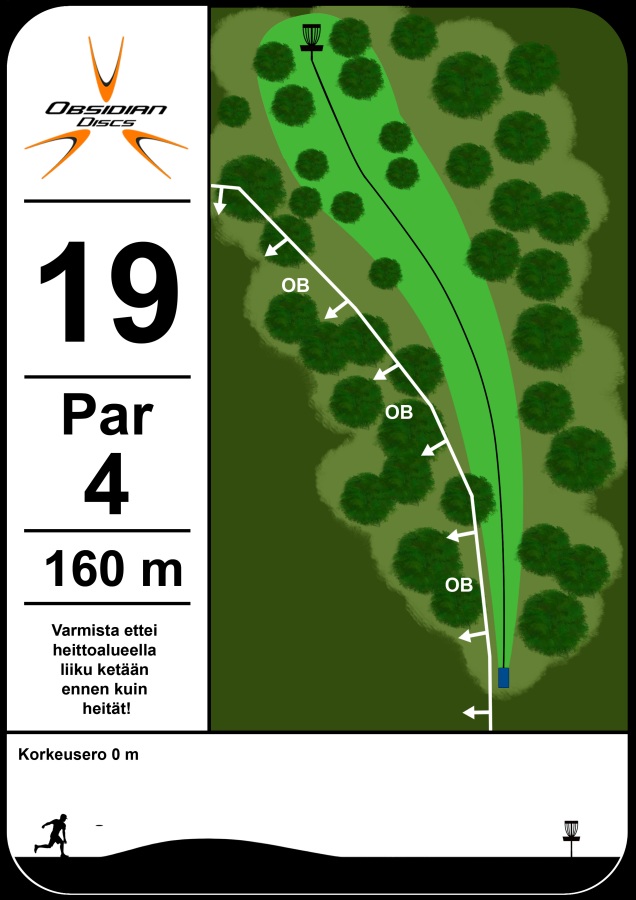 OBSIDIAN
DISCS
19
Par
4
160 m
Varmista ettei
heittoalueella
liiku ketään
ennen kuin
heität!
OB
OB
OB
Korkeusero 0 m